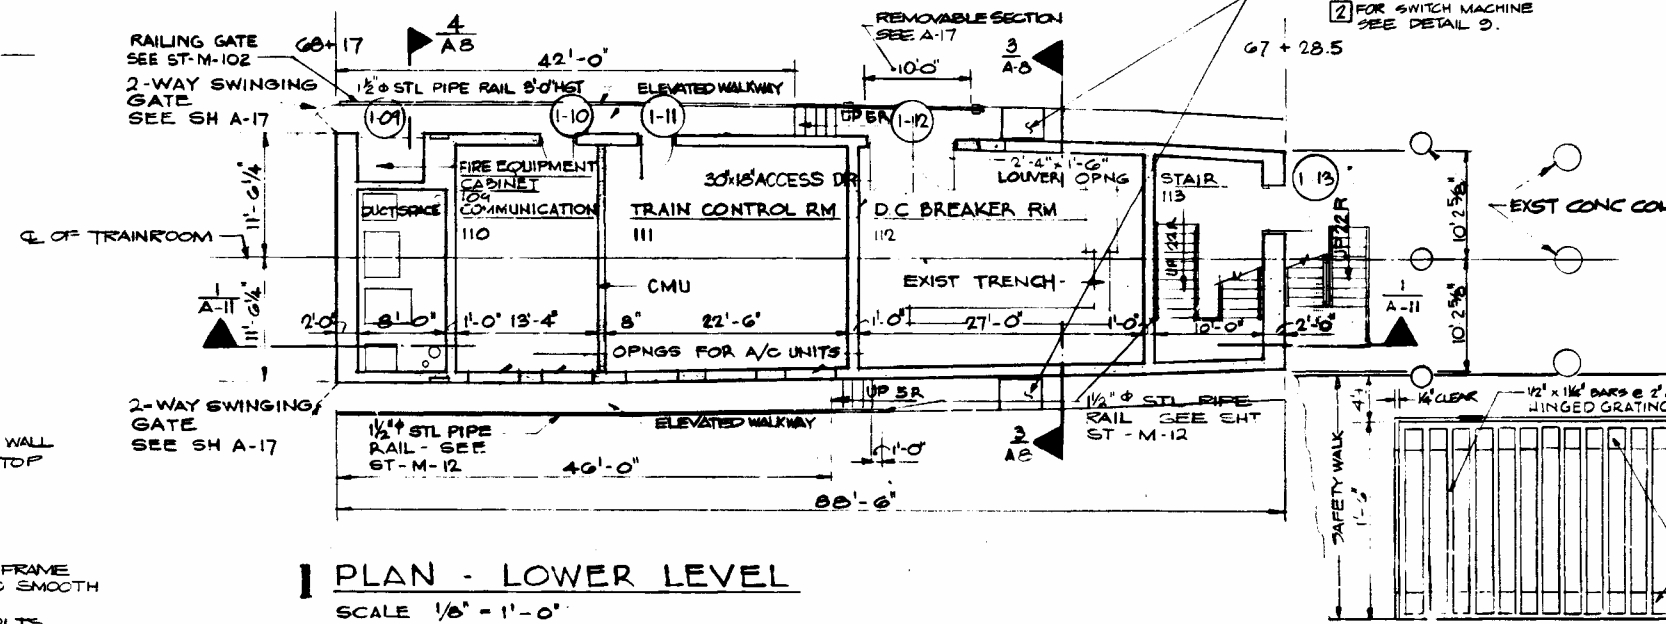 2 FOR SWITCH MACHINE
SEE DETAIL 9.
4
A8
REMOVABLE SECTION
SEE A-17
3
A-8
RAILING GATE
SEE ST-M-102
68+17
67 + 28.5
42'-0"
10'0"
2-WAY SWINGING
GATE
SEE SH A-17
1½"φ STL PIPE RAIL 3'-0" HGT
ELEVATED WALKWAY
1-09
1-10
1-11
UP 5R
1-12
FIRE EQUIPMENT
CABINET
109
COMMUNICATION
110
30"x18" ACCESS DR
2'-4" x 1'-6"
LOUVER OPNG
STAIR
113
1-13
11'-6¼"
10' 2⅝"
DUCTSPACE
TRAIN CONTROL RM
111
D.C BREAKER RM
112
UP 22 R
UP 22 R
EXST CONC COL
℄ OF TRAINROOM
CMU
EXIST TRENCH
1
A-11
11'-6¼"
1
A-11
10' 2⅝"
2'-0"
8'-0"
1'-0"
13'-4"
8"
22'-6"
1'-0"
27'-0"
1'-0"
10'-0"
2'-0"
OPNGS FOR A/C UNITS
2-WAY SWINGING
GATE
SEE SH A-17
UP 5R
1½"φ STL PIPE
RAIL - SEE
ST-M-12
ELEVATED WALKWAY
1½"φ STL PIPE
RAIL SEE SHT
ST-M-12
¼" CLEAR
½" x 1¼" BARS @ 2"
HINGED GRATING
WALL
TOP
46'-0"
1'-0"
3
A8
88'-6"
SAFETY WALK
1'-6"
FRAME
SMOOTH
1 PLAN - LOWER LEVEL
SCALE 1/8" = 1'-0"